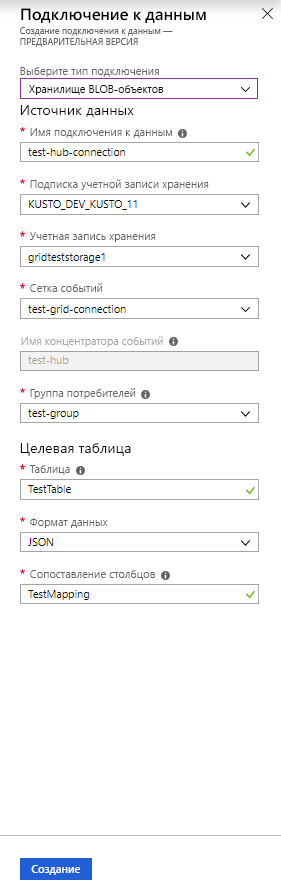 Подключение к данным
Создание подключения к данным —
ПРЕДВАРИТЕЛЬНАЯ ВЕРСИЯ
Выберите тип подключения
Хранилище BLOB-объектов
Источник данных
* Имя подключения к данным
test-hub-connection
* Подписка учетной записи хранения
KUSTO_DEV_KUSTO_11
* Учетная запись хранения
gridteststorage1
* Сетка событий
test-grid-connection
Имя концентратора событий
test-hub
* Группа потребителей
test-group
Целевая таблица
* Таблица
TestTable
* Формат данных
JSON
* Сопоставление столбцов
TestMapping
Создание